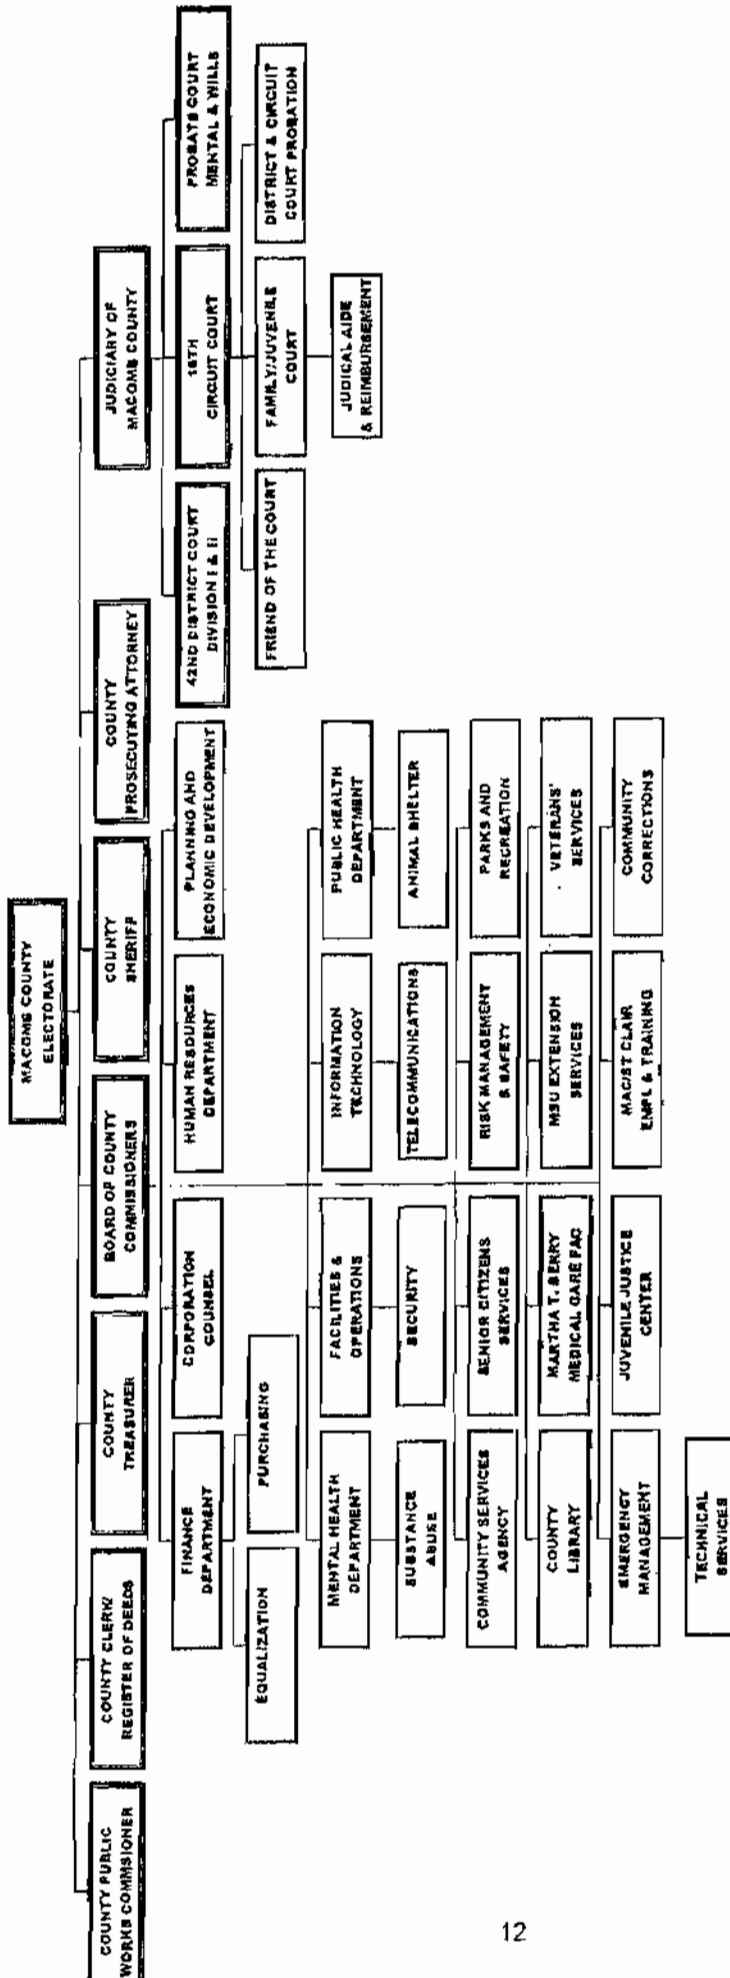 MACOMB COUNTY
ELECTORATE
COUNTY PUBLIC
WORKS COMMSIONER
COUNTY CLERK/
REGISTER OF DEEDS
COUNTY
TREASURER
BOARD OF COUNTY
COMMISSIONERS
COUNTY
SHERIFF
COUNTY
PROSECUTING ATTORNEY
JUDICIARY OF
MACOMB COUNTY
FINANCE
DEPARTMENT
CORPORATION
COUNSEL
HUMAN RESOURCES
DEPARTMENT
PLANNING AND
ECONOMIC DEVELOPMENT
42ND DISTRICT COURT
DIVISION I & II
16TH
CIRCUIT COURT
PROBATE COURT
MENTAL & WILLS
EQUALIZATION
PURCHASING
FRIEND OF THE COURT
FAMILY/JUVENILE
COURT
DISTRICT & CIRCUIT
COURT PROBATION
JUDICAL AIDE
& REIMBURSEMENT
MENTAL HEALTH
DEPARTMENT
FACILITIES &
OPERATIONS
INFORMATION
TECHNOLOGY
PUBLIC HEALTH
DEPARTMENT
SUBSTANCE
ABUSE
SECURITY
TELECOMMUNICATIONS
ANIMAL SHELTER
COMMUNITY SERVICES
AGENCY
SENIOR CITIZENS
SERVICES
RISK MANAGEMENT
& SAFETY
PARKS AND
RECREATION
COUNTY
LIBRARY
MARTHA T. BERRY
MEDICAL CARE FAC
MSU EXTENSION
SERVICES
VETERANS'
SERVICES
EMERGENCY
MANAGEMENT
JUVENILE JUSTICE
CENTER
MAC/ST CLAIR
EMPL & TRAINING
COMMUNITY
CORRECTIONS
TECHNICAL
SERVICES
12